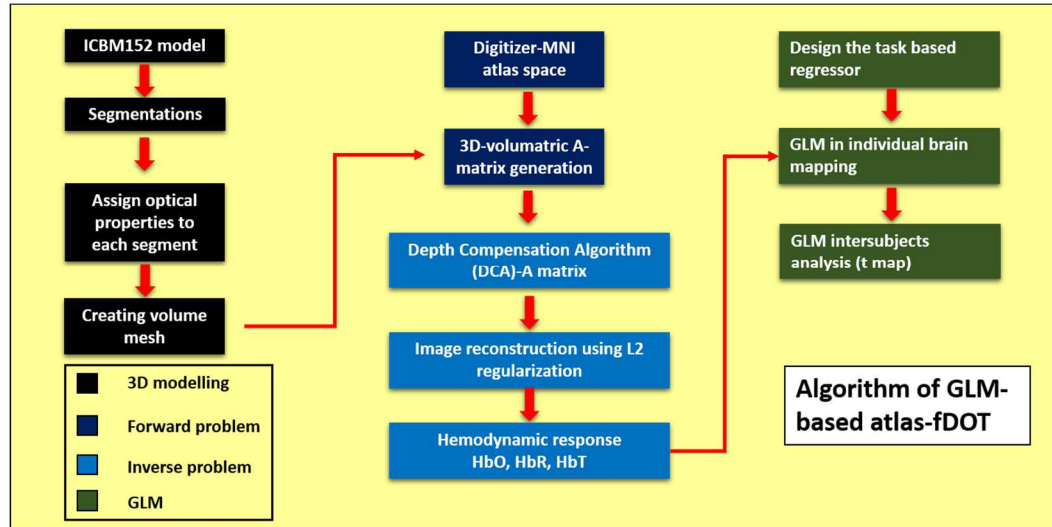 ICBM152 model
Segmentations
Assign optical
properties to
each segment
Creating volume
mesh
3D modelling
Forward problem
Inverse problem
GLM
Digitizer-MNI
atlas space
3D-volumatric A-
matrix generation
Depth Compensation Algorithm
(DCA)-A matrix
Image reconstruction using L2
regularization
Hemodynamic response
HbO, HbR, HbT
Design the task based
regressor
GLM in individual brain
mapping
GLM intersubjects
analysis (t map)
Algorithm of GLM-
based atlas-fDOT